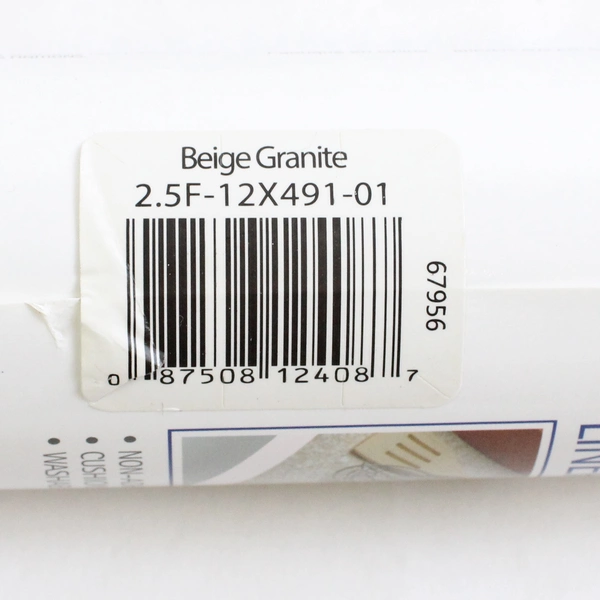 Beige Granite
2.5F-12X491-01
67956
0 87508 12408 7